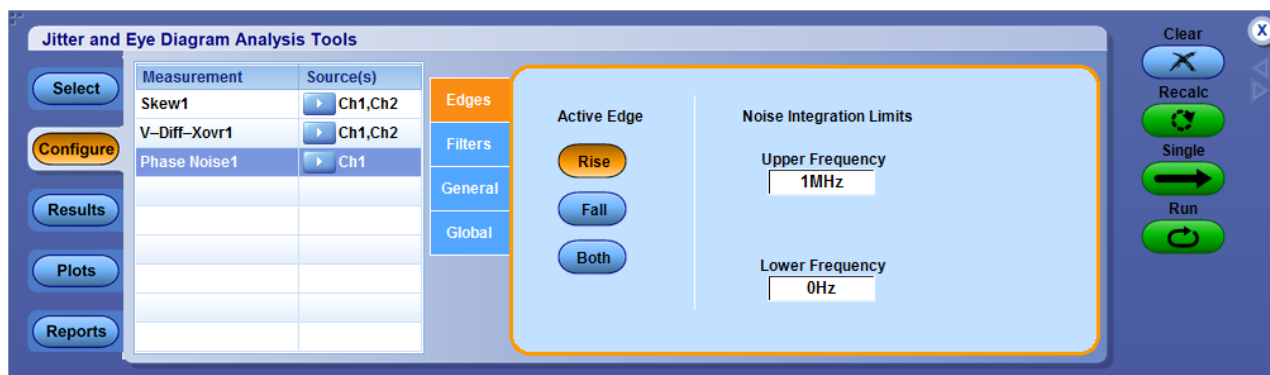 Jitter and Eye Diagram Analysis Tools
Select
Configure
Results
Plots
Reports
Measurement Source(s)
Skew1 Ch1,Ch2
V–Diff–Xovr1 Ch1,Ch2
Phase Noise1 Ch1
Edges
Filters
General
Global
Active Edge
Rise
Fall
Both
Noise Integration Limits
Upper Frequency
1MHz
Lower Frequency
0Hz
Clear
X
Recalc
Single
Run